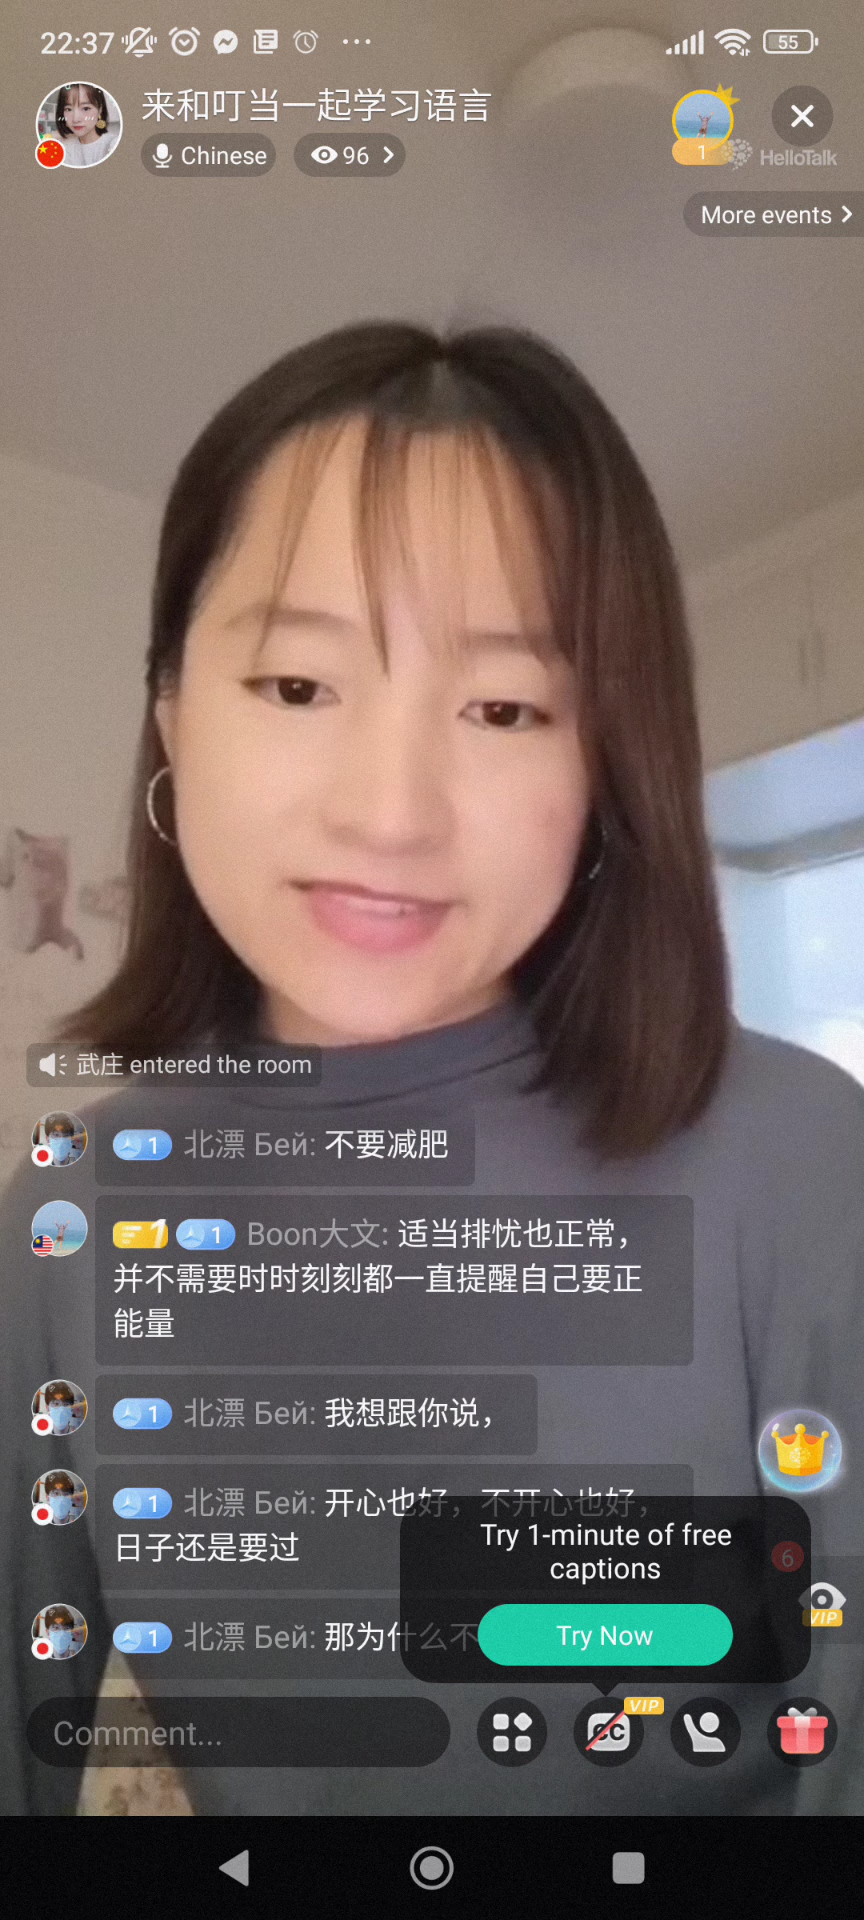 22:37
55
来和叮当一起学习语言
Chinese
96
1
HelloTalk
More events
武庄 entered the room
1 北漂 Бей: 不要减肥
1 1 Boon大文: 适当排忧也正常，
并不需要时时刻刻都一直提醒自己要正
能量
1 北漂 Бей: 我想跟你说，
1 北漂 Бей: 开心也好，不开心也好，
日子还是要过
Try 1-minute of free
captions
6
VIP
1 北漂 Бей: 那为什么不
Try Now
VIP
Comment...
CC